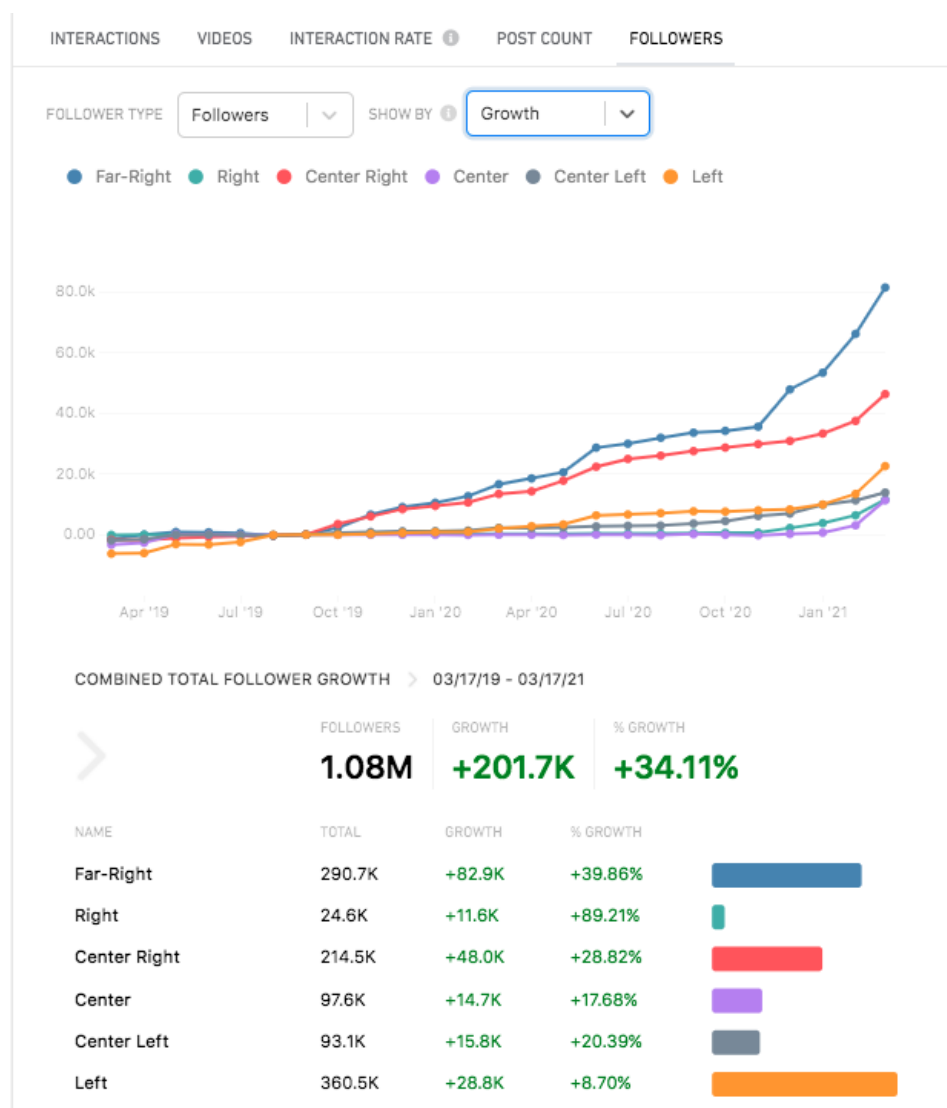 INTERACTIONS VIDEOS INTERACTION RATE i POST COUNT FOLLOWERS
FOLLOWER TYPE Followers SHOW BY i Growth
Far-Right Right Center Right Center Center Left Left
80.0k
60.0k
40.0k
20.0k
0.00
Apr '19 Jul '19 Oct '19 Jan '20 Apr '20 Jul '20 Oct '20 Jan '21
COMBINED TOTAL FOLLOWER GROWTH 03/17/19 - 03/17/21
FOLLOWERS GROWTH % GROWTH
1.08M +201.7K +34.11%
NAME TOTAL GROWTH % GROWTH
Far-Right 290.7K +82.9K +39.86%
Right 24.6K +11.6K +89.21%
Center Right 214.5K +48.0K +28.82%
Center 97.6K +14.7K +17.68%
Center Left 93.1K +15.8K +20.39%
Left 360.5K +28.8K +8.70%